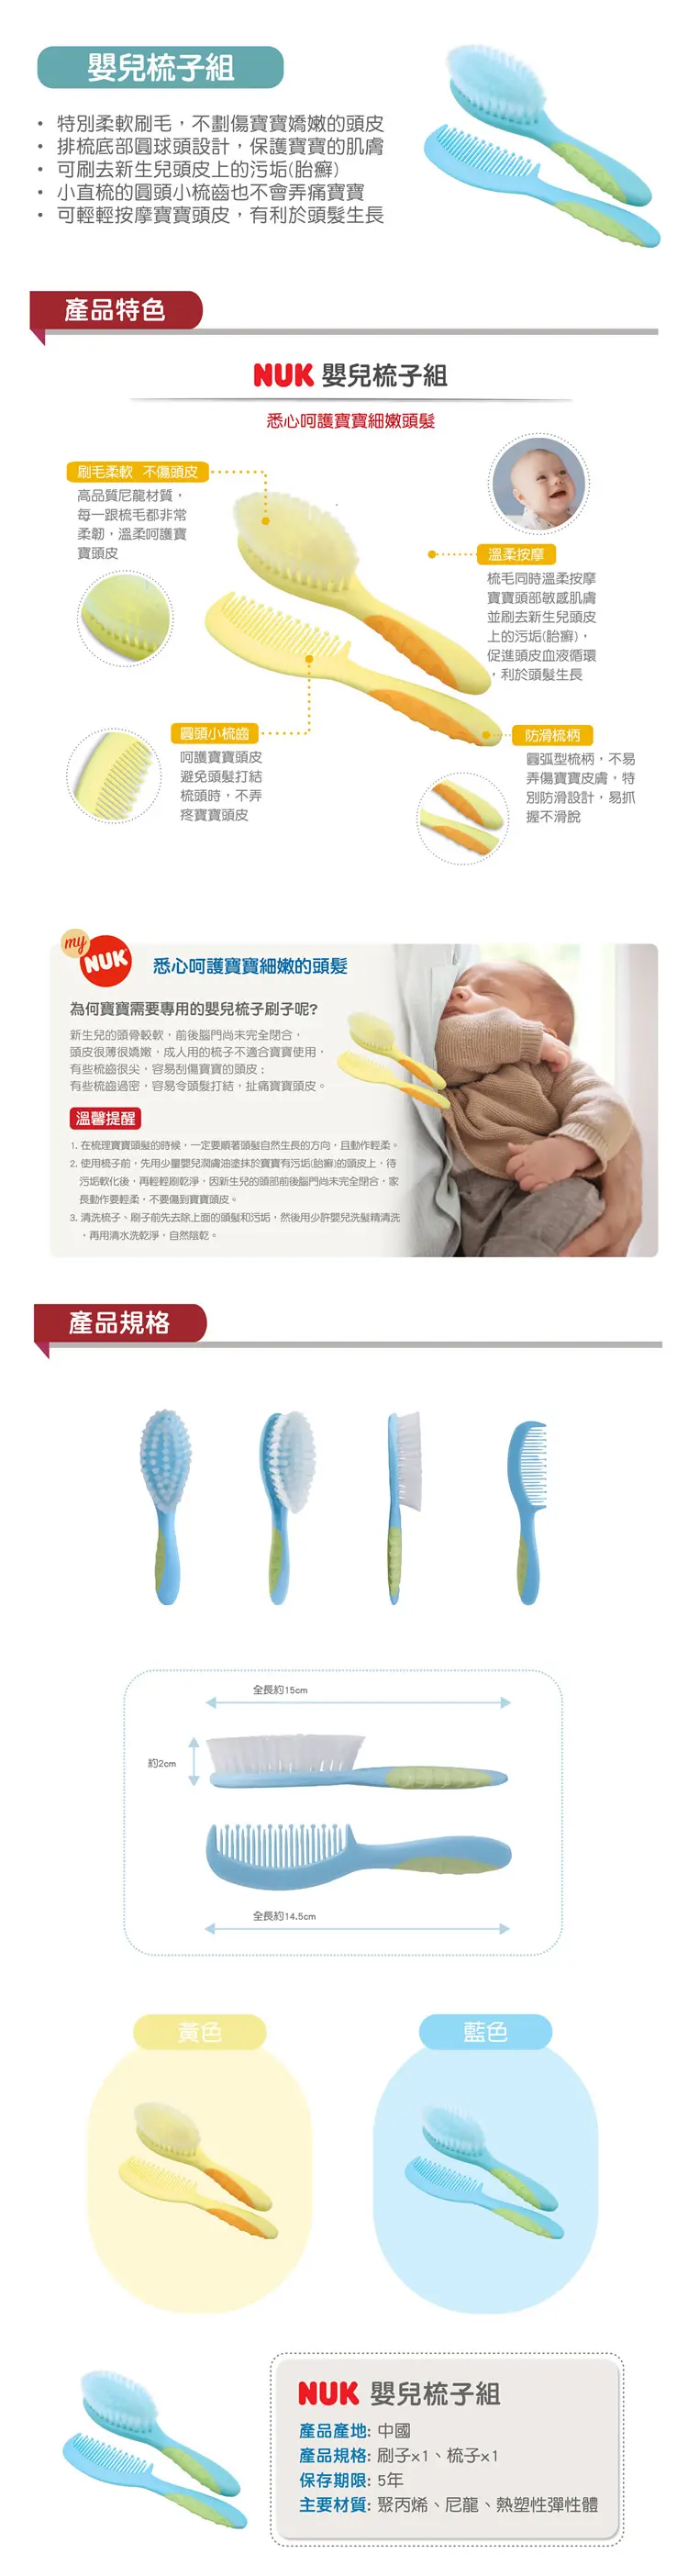 嬰兒梳子組
• 特別柔軟刷毛，不劃傷寶寶嬌嫩的頭皮
• 排梳底部圓球頭設計，保護寶寶的肌膚
• 可刷去新生兒頭皮上的污垢(胎癬)
• 小直梳的圓頭小梳齒也不會弄痛寶寶
• 可輕輕按摩寶寶頭皮，有利於頭髮生長
產品特色
NUK 嬰兒梳子組
悉心呵護寶寶細嫩頭髮
刷毛柔軟 不傷頭皮
高品質尼龍材質，
每一跟梳毛都非常
柔韌，溫柔呵護寶
寶頭皮
溫柔按摩
梳毛同時溫柔按摩
寶寶頭部敏感肌膚
並刷去新生兒頭皮
上的污垢(胎癬)，
促進頭皮血液循環
，利於頭髮生長
圓頭小梳齒
呵護寶寶頭皮
避免頭髮打結
梳頭時，不弄
疼寶寶頭皮
防滑梳柄
圓弧型梳柄，不易
弄傷寶寶皮膚，特
別防滑設計，易抓
握不滑脫
my
NUK
悉心呵護寶寶細嫩的頭髮
為何寶寶需要專用的嬰兒梳子刷子呢?
新生兒的頭骨較軟，前後腦門尚未完全閉合，
頭皮很薄很嬌嫩，成人用的梳子不適合寶寶使用，
有些梳齒很尖，容易刮傷寶寶的頭皮；
有些梳齒過密，容易令頭髮打結，扯痛寶寶頭皮。
溫馨提醒
1. 在梳理寶寶頭髮的時候，一定要順著頭髮自然生長的方向，且動作輕柔。
2. 使用梳子前，先用少量嬰兒潤膚油塗抹於寶寶有污垢(胎癬)的頭皮上，待
污垢軟化後，再輕輕刷乾淨，因新生兒的頭部前後腦門尚未完全閉合，家
長動作要輕柔，不要傷到寶寶頭皮。
3. 清洗梳子、刷子前先去除上面的頭髮和污垢，然後用少許嬰兒洗髮精清洗
，再用清水洗乾淨，自然陰乾。
產品規格
全長約15cm
約2cm
全長約14.5cm
黃色
藍色
NUK 嬰兒梳子組
產品產地: 中國
產品規格: 刷子x1、梳子x1
保存期限: 5年
主要材質: 聚丙烯、尼龍、熱塑性彈性體